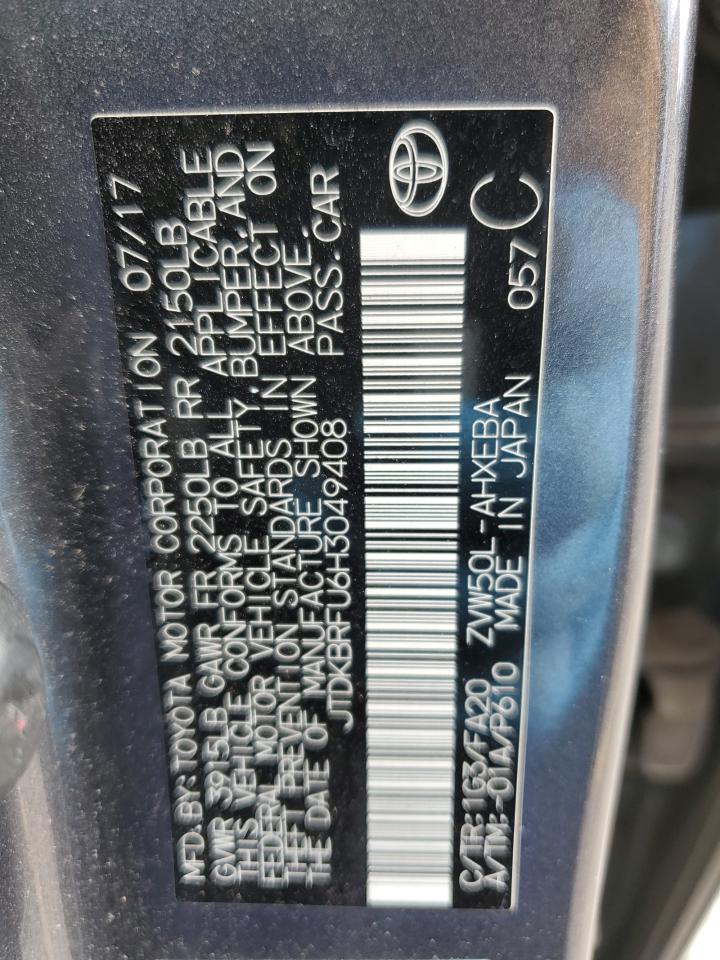 MFD.BY:TOYOTA MOTOR CORPORATION 07/17
GVWR 3915LB GAWR FR 2250LB RR 2150LB
THIS VEHICLE CONFORMS TO ALL APPLICABLE
FEDERAL MOTOR VEHICLE SAFETY, BUMPER, AND
THEFT PREVENTION STANDARDS IN EFFECT ON
THE DATE OF MANUFACTURE SHOWN ABOVE.
JTDKBRFU6H3049408 PASS.CAR
C/TR:1G3/FA20 ZVW50L-AHXEBA
A/TM:-01A/P610 MADE IN JAPAN 057 C